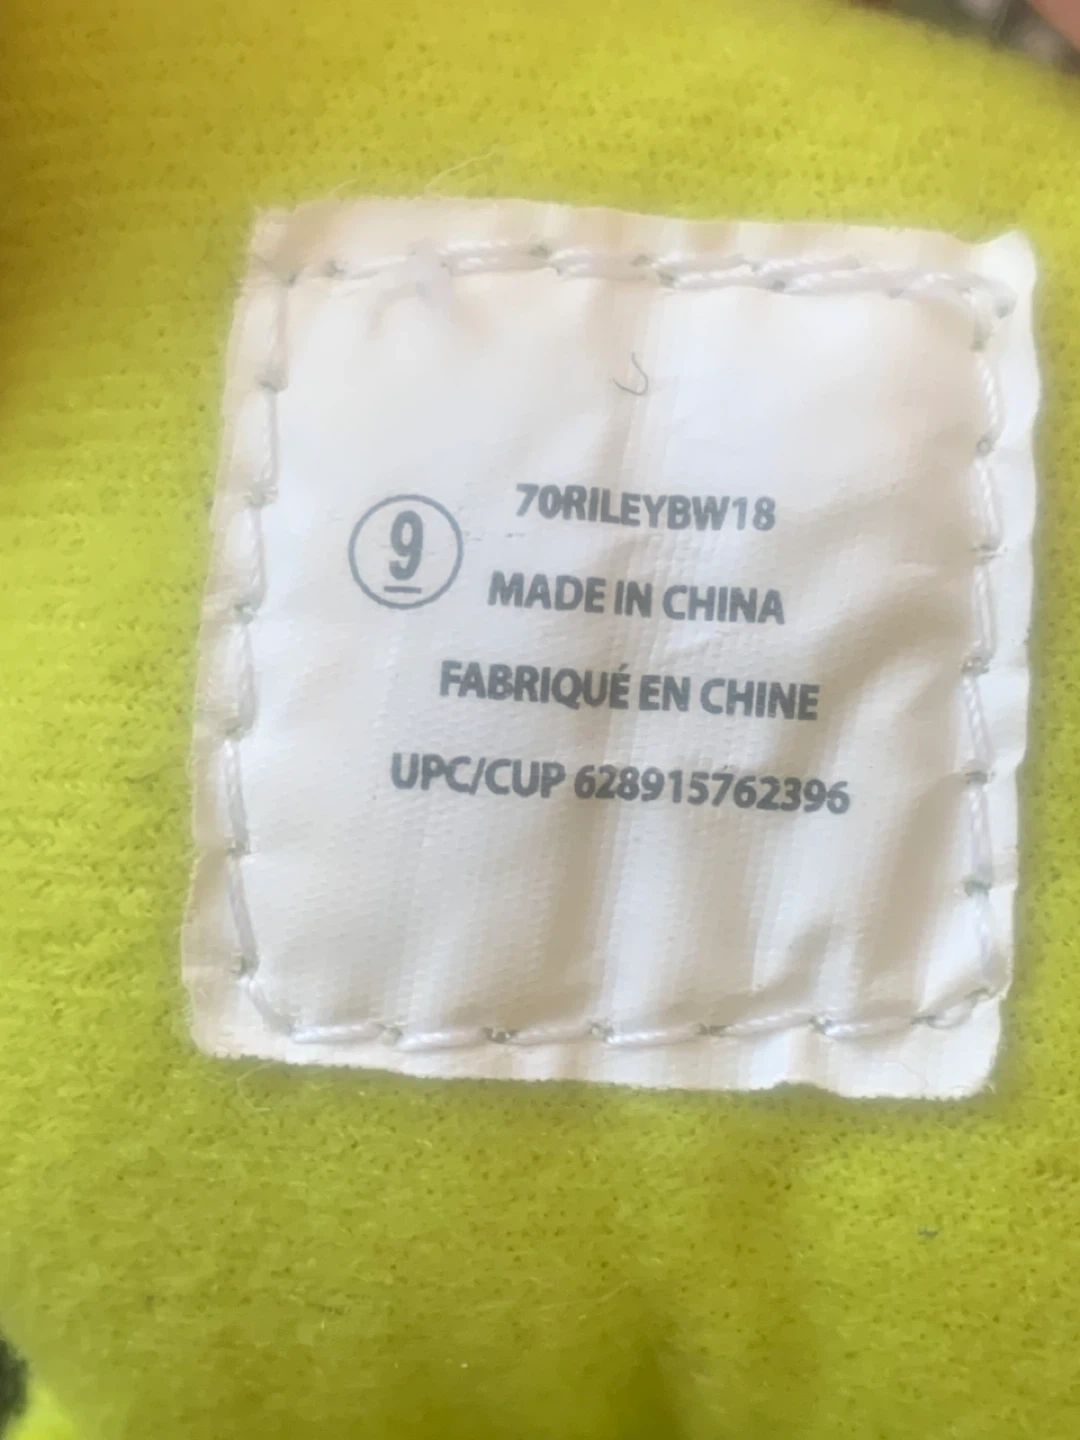 9
70RILEYBW18
MADE IN CHINA
FABRIQUÉ EN CHINE
UPC/CUP 628915762396